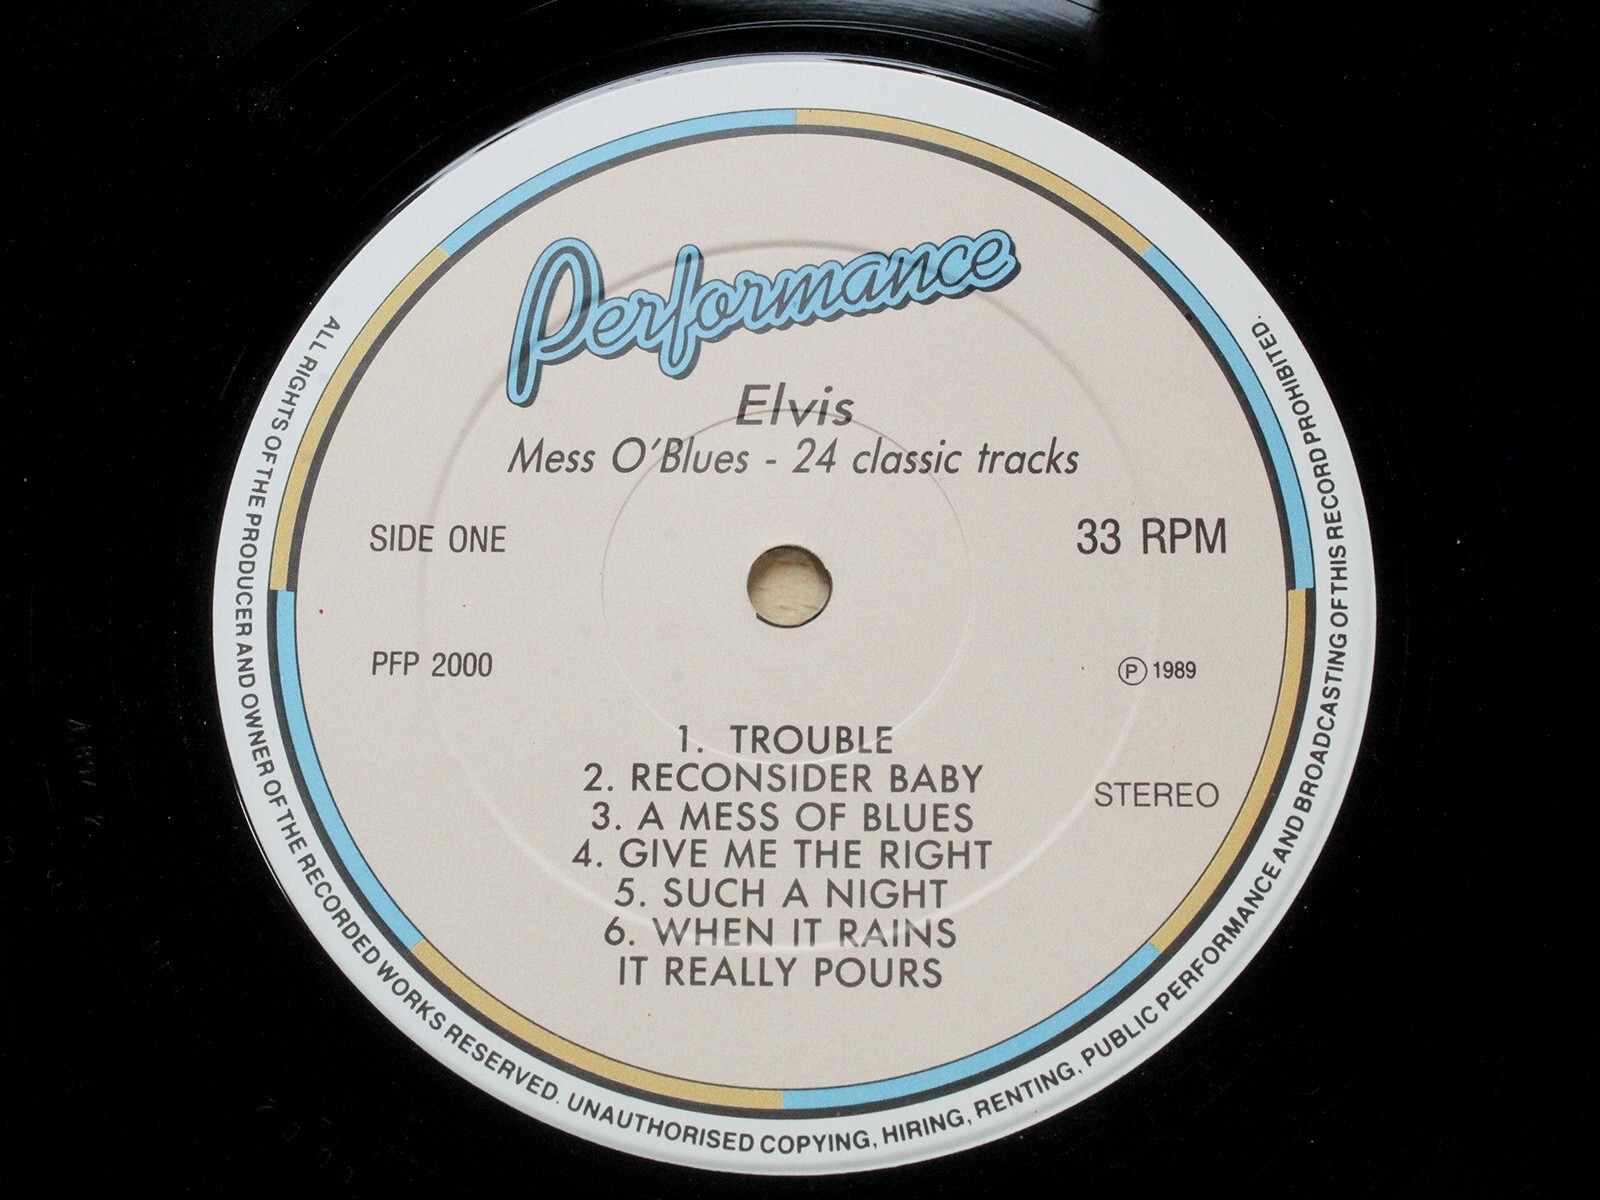 Performance
Elvis
Mess O'Blues - 24 classic tracks
SIDE ONE
33 RPM
PFP 2000
Ⓟ 1989
1. TROUBLE
2. RECONSIDER BABY
3. A MESS OF BLUES
4. GIVE ME THE RIGHT
5. SUCH A NIGHT
6. WHEN IT RAINS
IT REALLY POURS
STEREO
ALL RIGHTS OF THE PRODUCER AND OWNER OF THE RECORDED WORKS RESERVED. UNAUTHORISED COPYING, HIRING, RENTING, PUBLIC PERFORMANCE AND BROADCASTING OF THIS RECORD PROHIBITED.